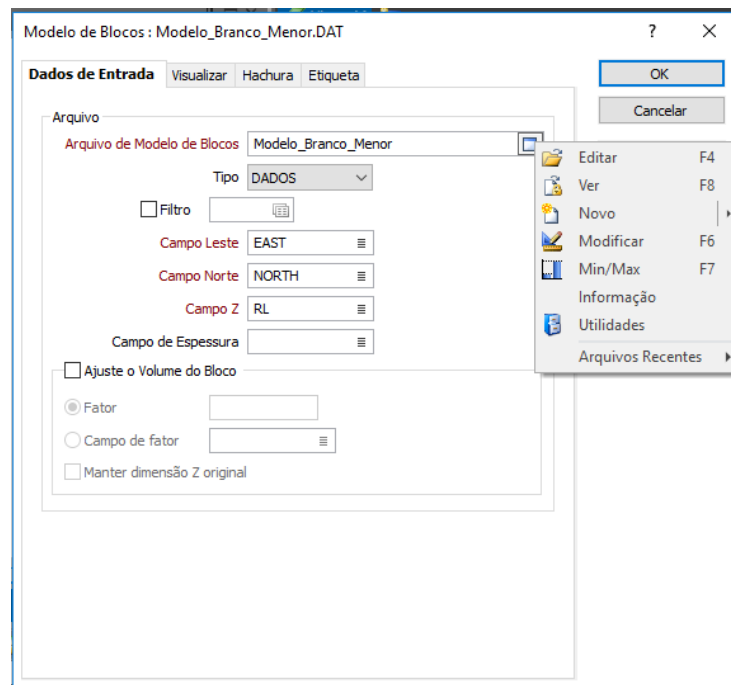 Modelo de Blocos : Modelo_Branco_Menor.DAT ? X
Dados de Entrada Visualizar Hachura Etiqueta
OK
Cancelar
Arquivo
Arquivo de Modelo de Blocos Modelo_Branco_Menor
Tipo DADOS
Filtro
Campo Leste EAST
Campo Norte NORTH
Campo Z RL
Campo de Espessura
Ajuste o Volume do Bloco
Fator
Campo de fator
Manter dimensão Z original
Editar F4
Ver F8
Novo
Modificar F6
Min/Max F7
Informação
Utilidades
Arquivos Recentes